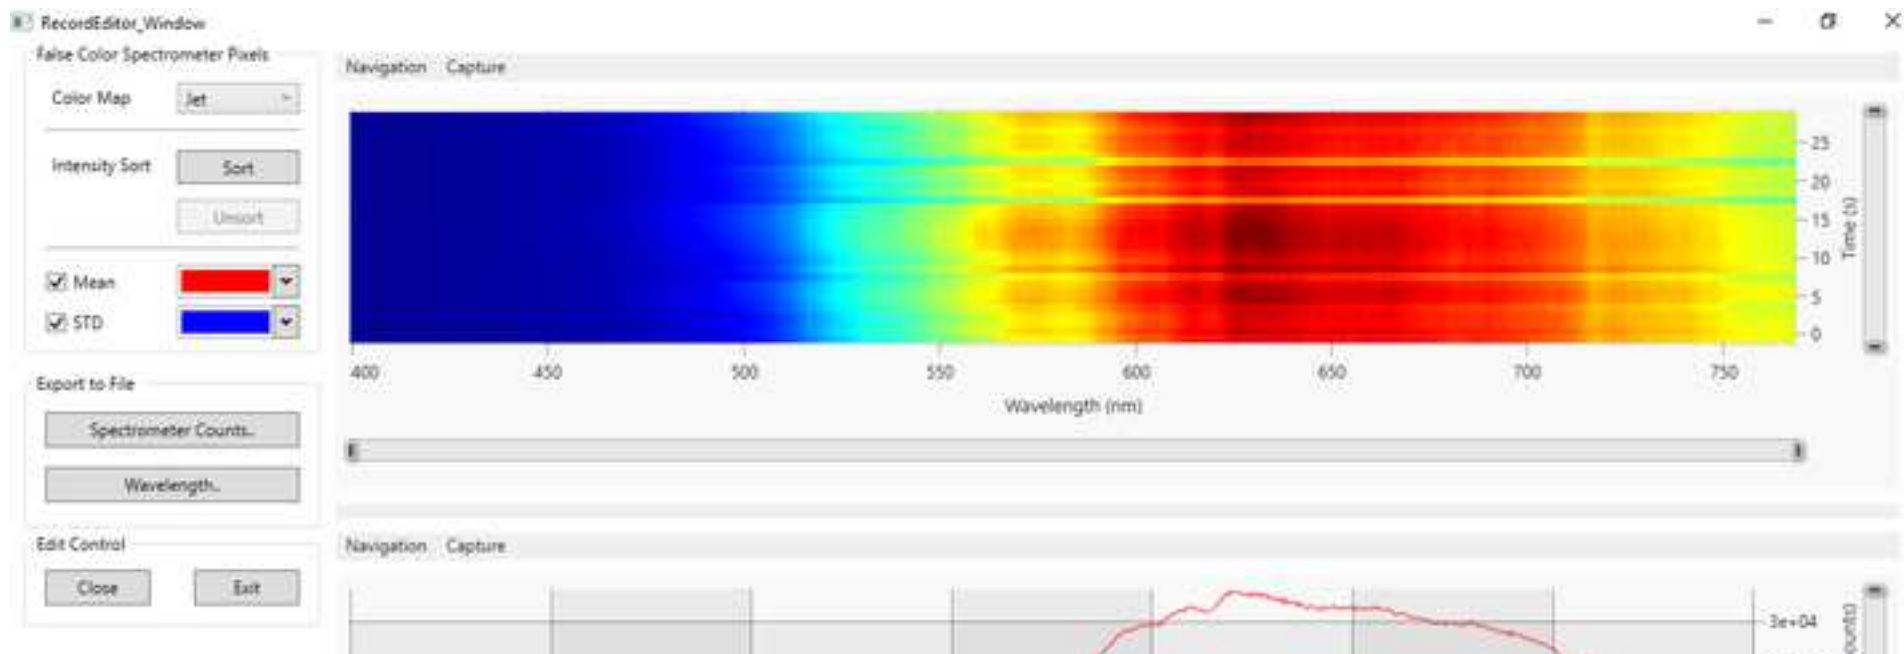 RecordEditor_Window
False Color Spectrometer Pixels
Color Map Jet
Intensity Sort Sort
Unsort
Mean
STD
Export to File
Spectrometer Counts..
Wavelength..
Edit Control
Close Exit
Navigation Capture
25
20
15
10
5
0
Time (s)
400 450 500 550 600 650 700 750
Wavelength (nm)
Navigation Capture
3e+04